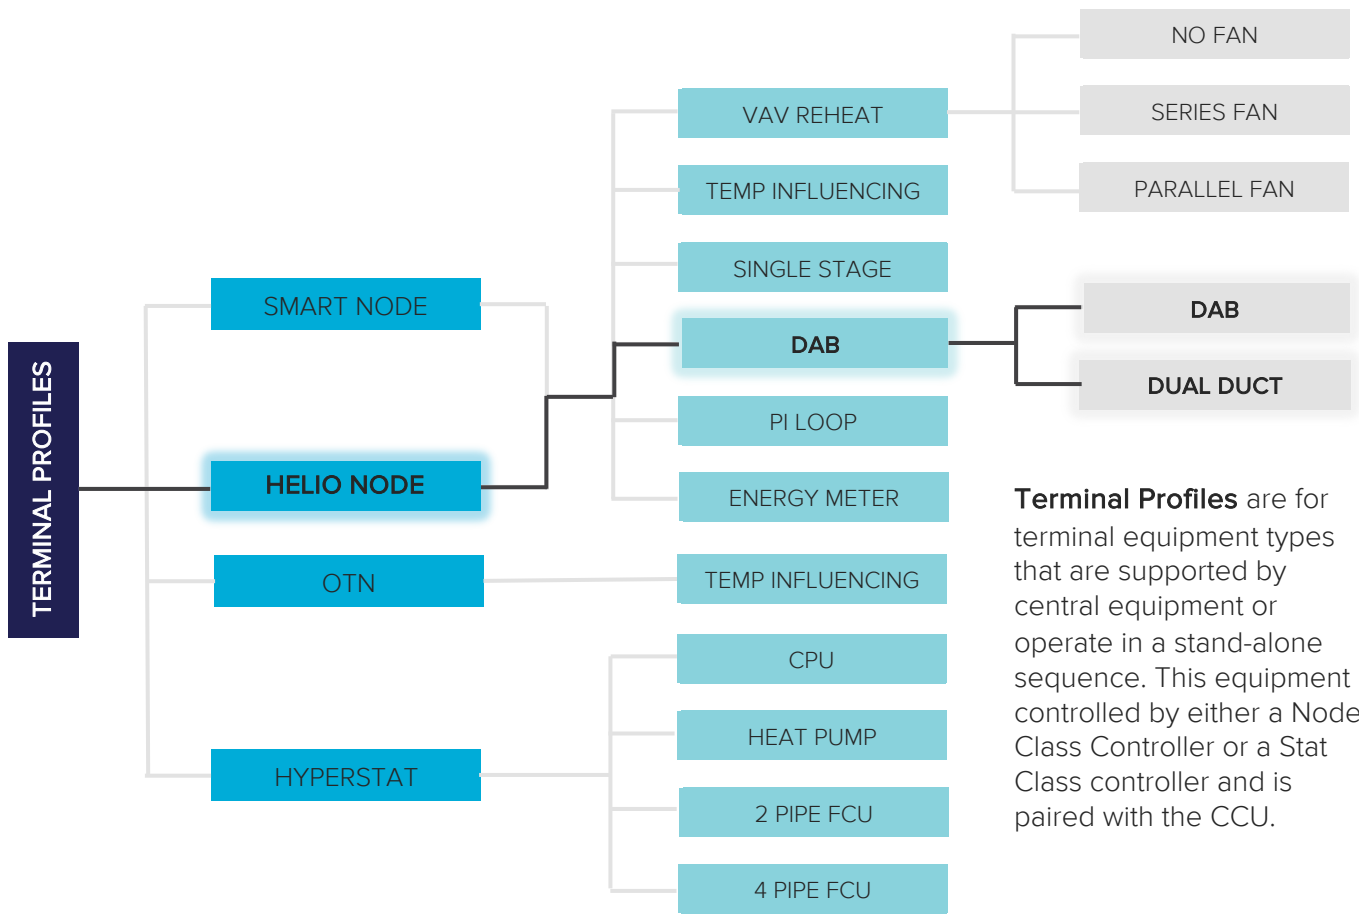 TERMINAL PROFILES
SMART NODE
HELIO NODE
OTN
HYPERSTAT
VAV REHEAT
TEMP INFLUENCING
SINGLE STAGE
DAB
PI LOOP
ENERGY METER
TEMP INFLUENCING
CPU
HEAT PUMP
2 PIPE FCU
4 PIPE FCU
NO FAN
SERIES FAN
PARALLEL FAN
DAB
DUAL DUCT
Terminal Profiles are for
terminal equipment types
that are supported by
central equipment or
operate in a stand-alone
sequence. This equipment
controlled by either a Node
Class Controller or a Stat
Class controller and is
paired with the CCU.